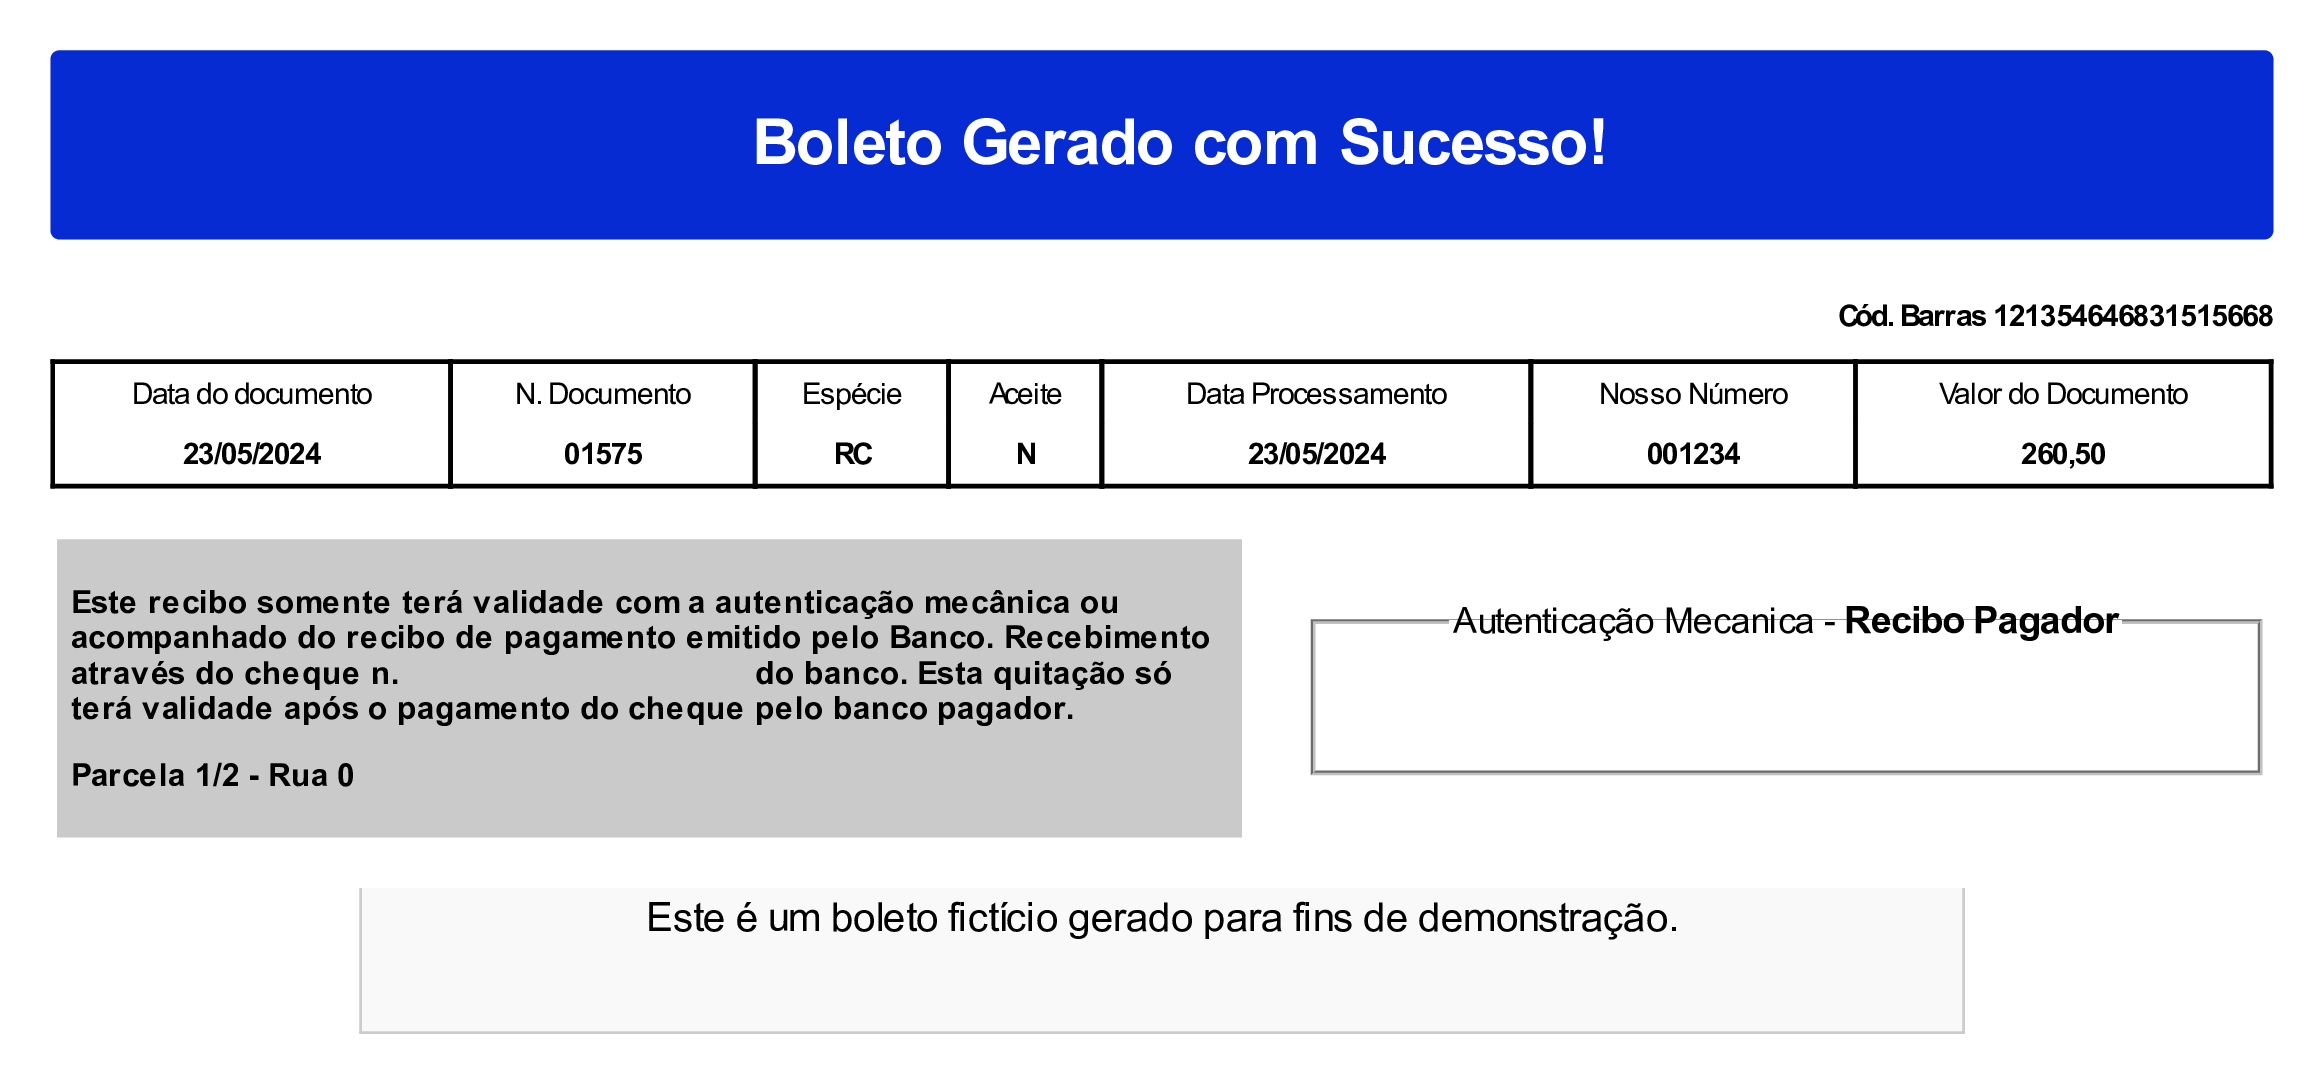 Boleto Gerado com Sucesso!
Cód. Barras 121354646831515668
Data do documento N. Documento Espécie Aceite Data Processamento Nosso Número Valor do Documento
23/05/2024 01575 RC N 23/05/2024 001234 260,50
Este recibo somente terá validade com a autenticação mecânica ou
acompanhado do recibo de pagamento emitido pelo Banco. Recebimento
através do cheque n. do banco. Esta quitação só
terá validade após o pagamento do cheque pelo banco pagador.
Parcela 1/2 - Rua 0
Autenticação Mecanica - Recibo Pagador
Este é um boleto fictício gerado para fins de demonstração.